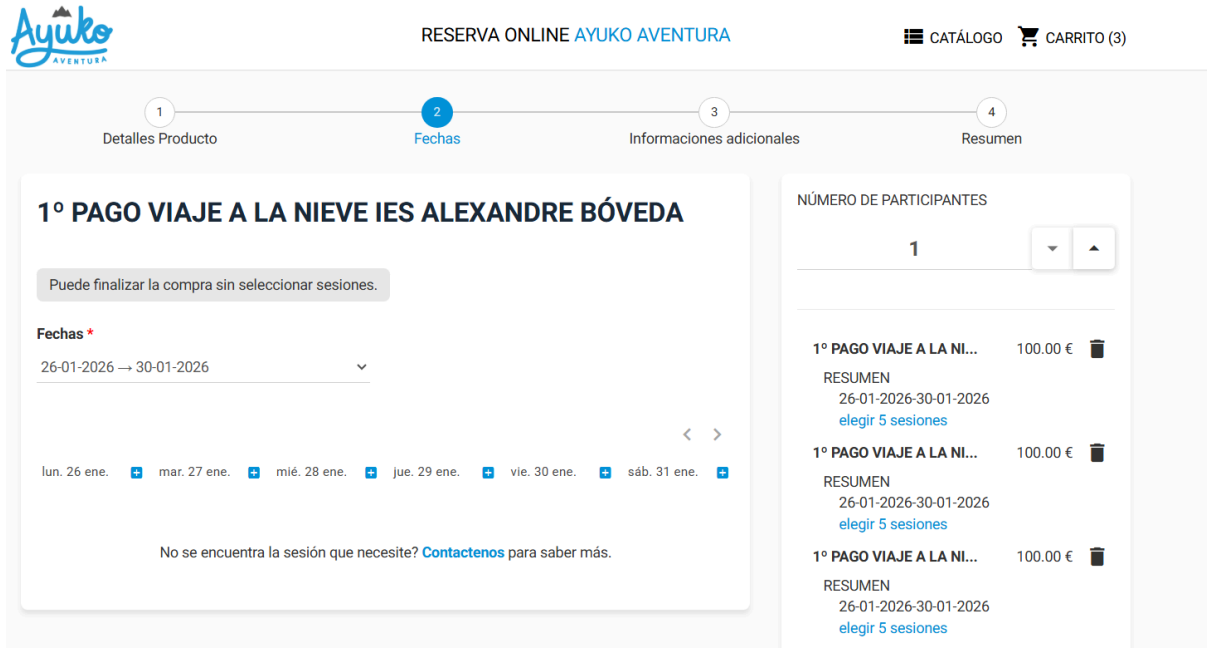 Ayuko
AVENTURA
RESERVA ONLINE AYUKO AVENTURA
CATÁLOGO
CARRITO (3)
1
Detalles Producto
2
Fechas
3
Informaciones adicionales
4
Resumen
1º PAGO VIAJE A LA NIEVE IES ALEXANDRE BÓVEDA
Puede finalizar la compra sin seleccionar sesiones.
Fechas *
26-01-2026 → 30-01-2026
lun. 26 ene.
mar. 27 ene.
mié. 28 ene.
jue. 29 ene.
vie. 30 ene.
sáb. 31 ene.
No se encuentra la sesión que necesite? Contactenos para saber más.
NÚMERO DE PARTICIPANTES
1
1º PAGO VIAJE A LA NI... 100.00 €
RESUMEN
26-01-2026-30-01-2026
elegir 5 sesiones
1º PAGO VIAJE A LA NI... 100.00 €
RESUMEN
26-01-2026-30-01-2026
elegir 5 sesiones
1º PAGO VIAJE A LA NI... 100.00 €
RESUMEN
26-01-2026-30-01-2026
elegir 5 sesiones